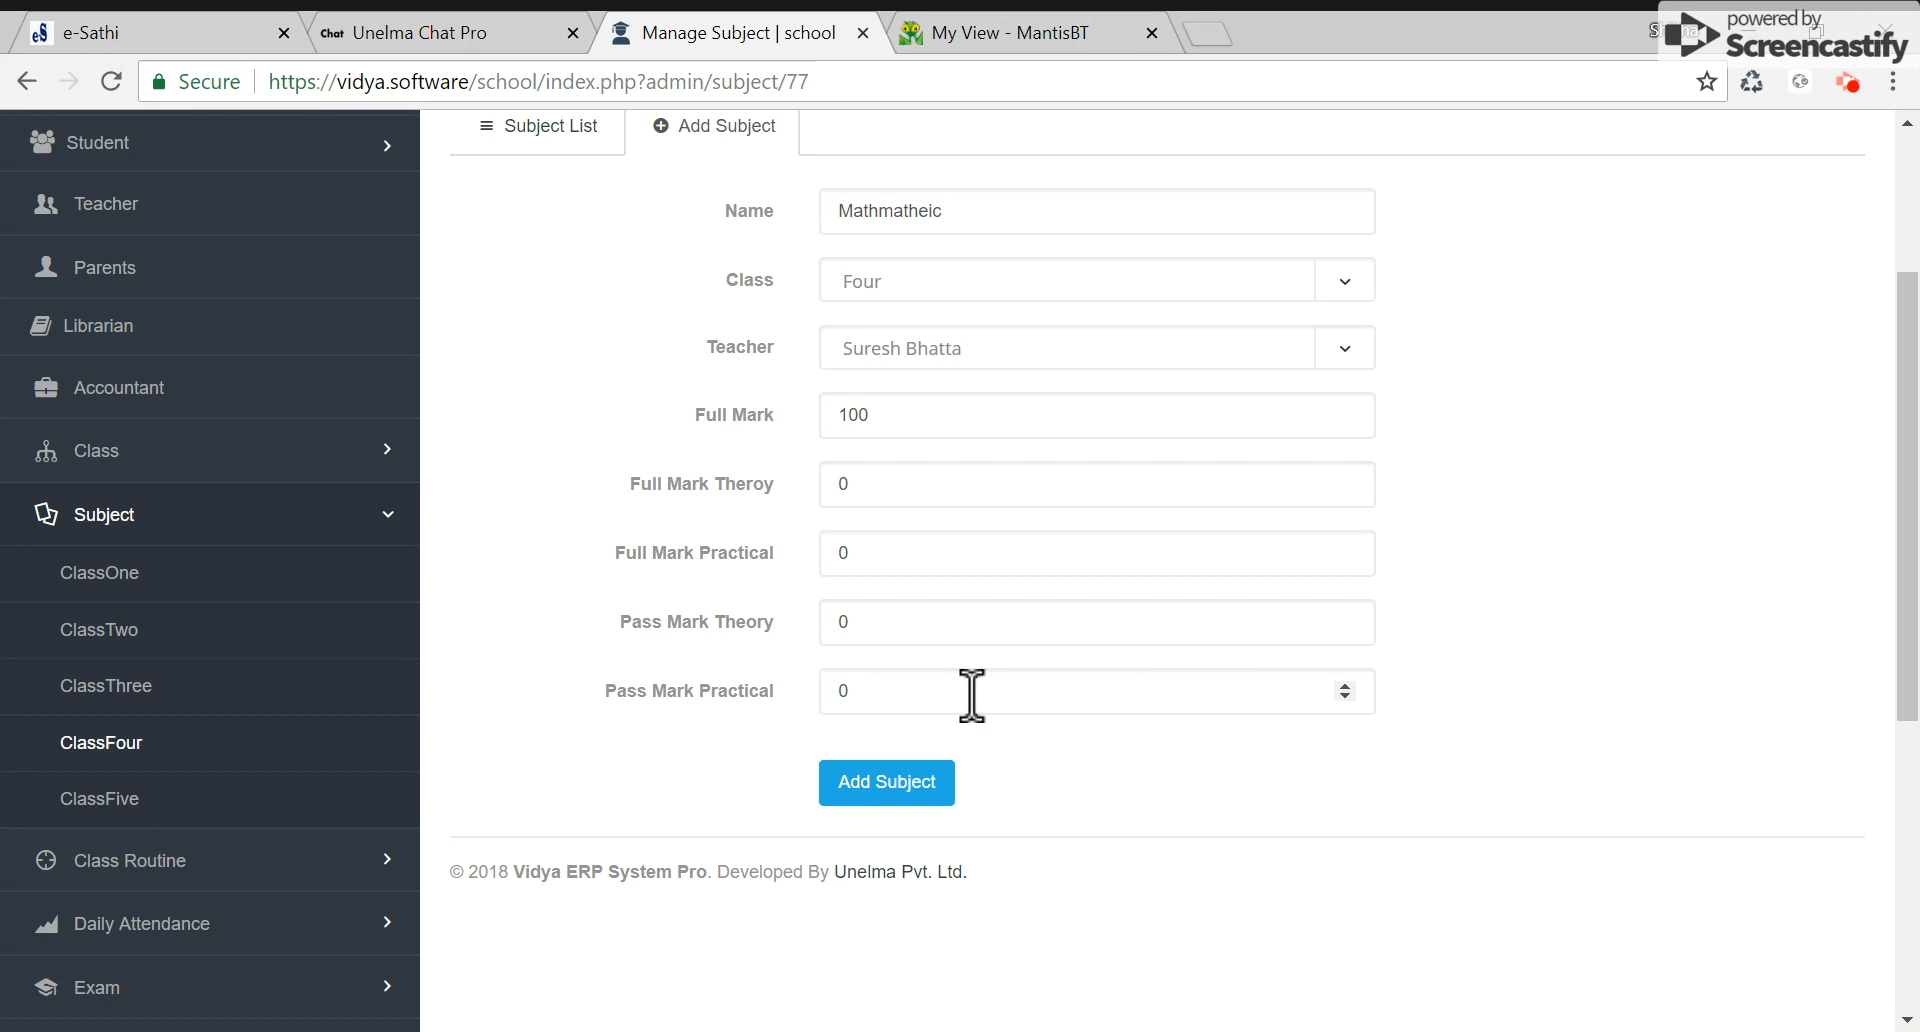 e-Sathi
Chat Unelma Chat Pro
Manage Subject | school
My View - MantisBT
powered by
Screencastify
Secure
https://vidya.software/school/index.php?admin/subject/77
Student
Teacher
Parents
Librarian
Accountant
Class
Subject
ClassOne
ClassTwo
ClassThree
ClassFour
ClassFive
Class Routine
Daily Attendance
Exam
Subject List
Add Subject
Name Mathmatheic
Class Four
Teacher Suresh Bhatta
Full Mark 100
Full Mark Theroy 0
Full Mark Practical 0
Pass Mark Theory 0
Pass Mark Practical 0
Add Subject
© 2018 Vidya ERP System Pro. Developed By Unelma Pvt. Ltd.